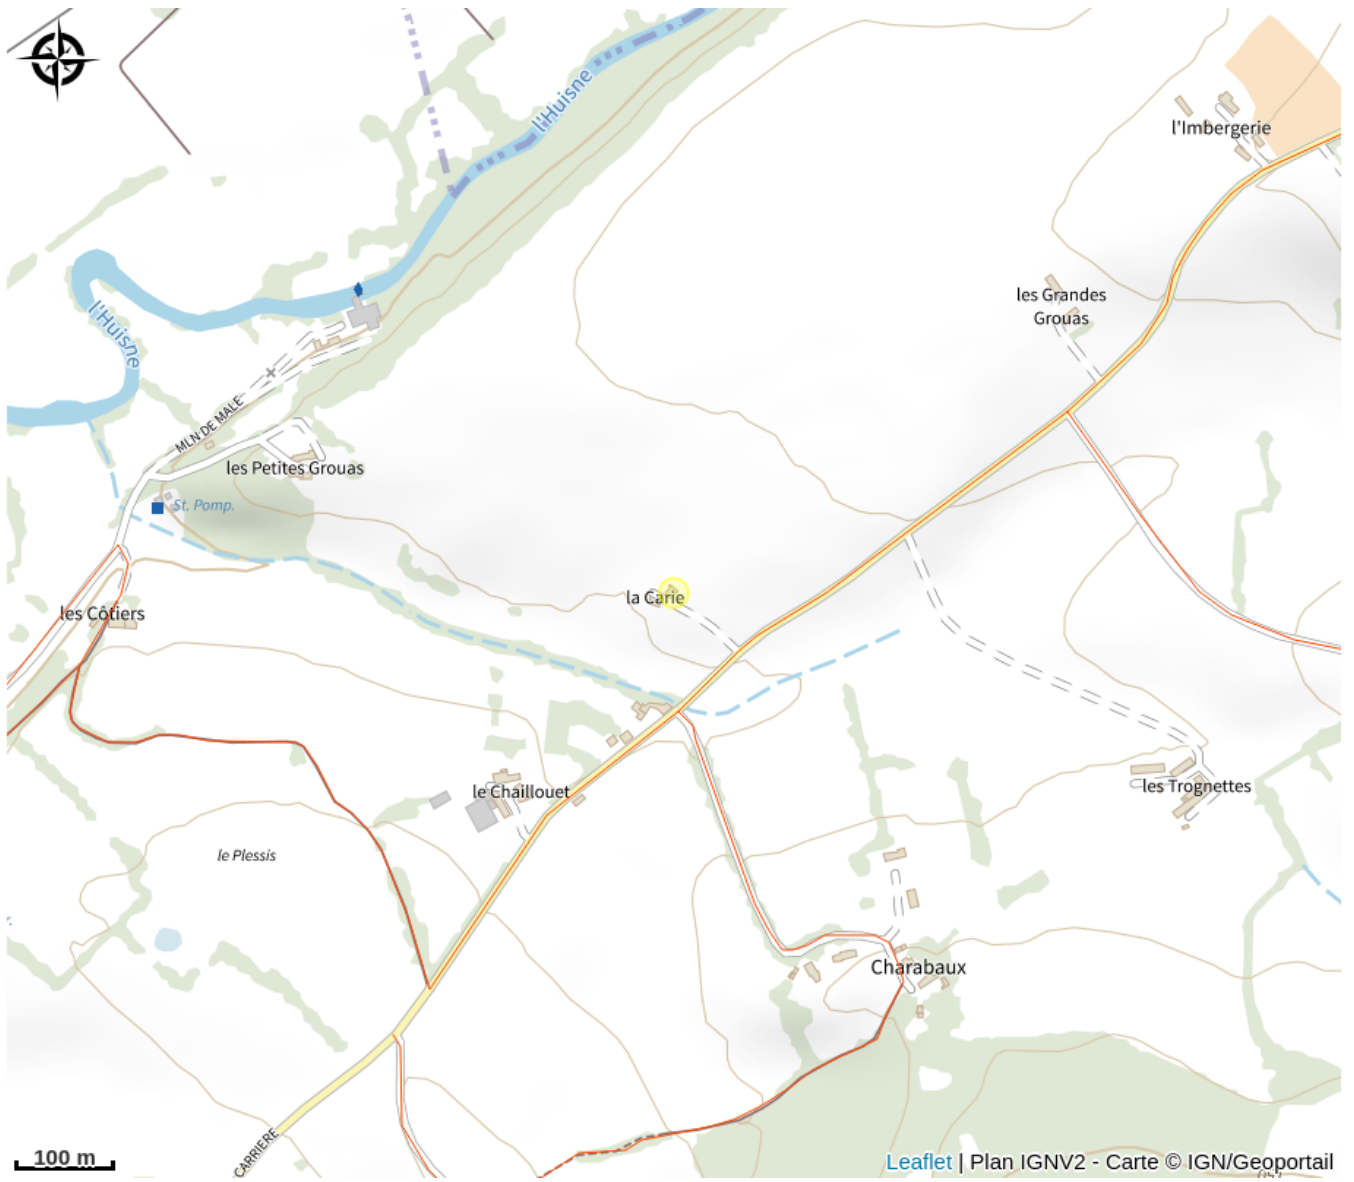 l'Huisne
l'Imbergerie
les Grandes
Grouas
l'Huisne
MLN DE MALE
les Petites Grouas
St. Pomp.
la Carie
les Côtiers
le Chaillouet
les Trognettes
le Plessis
Charabaux
CARRIERE
100 m
Leaflet | Plan IGNV2 - Carte © IGN/Geoportail